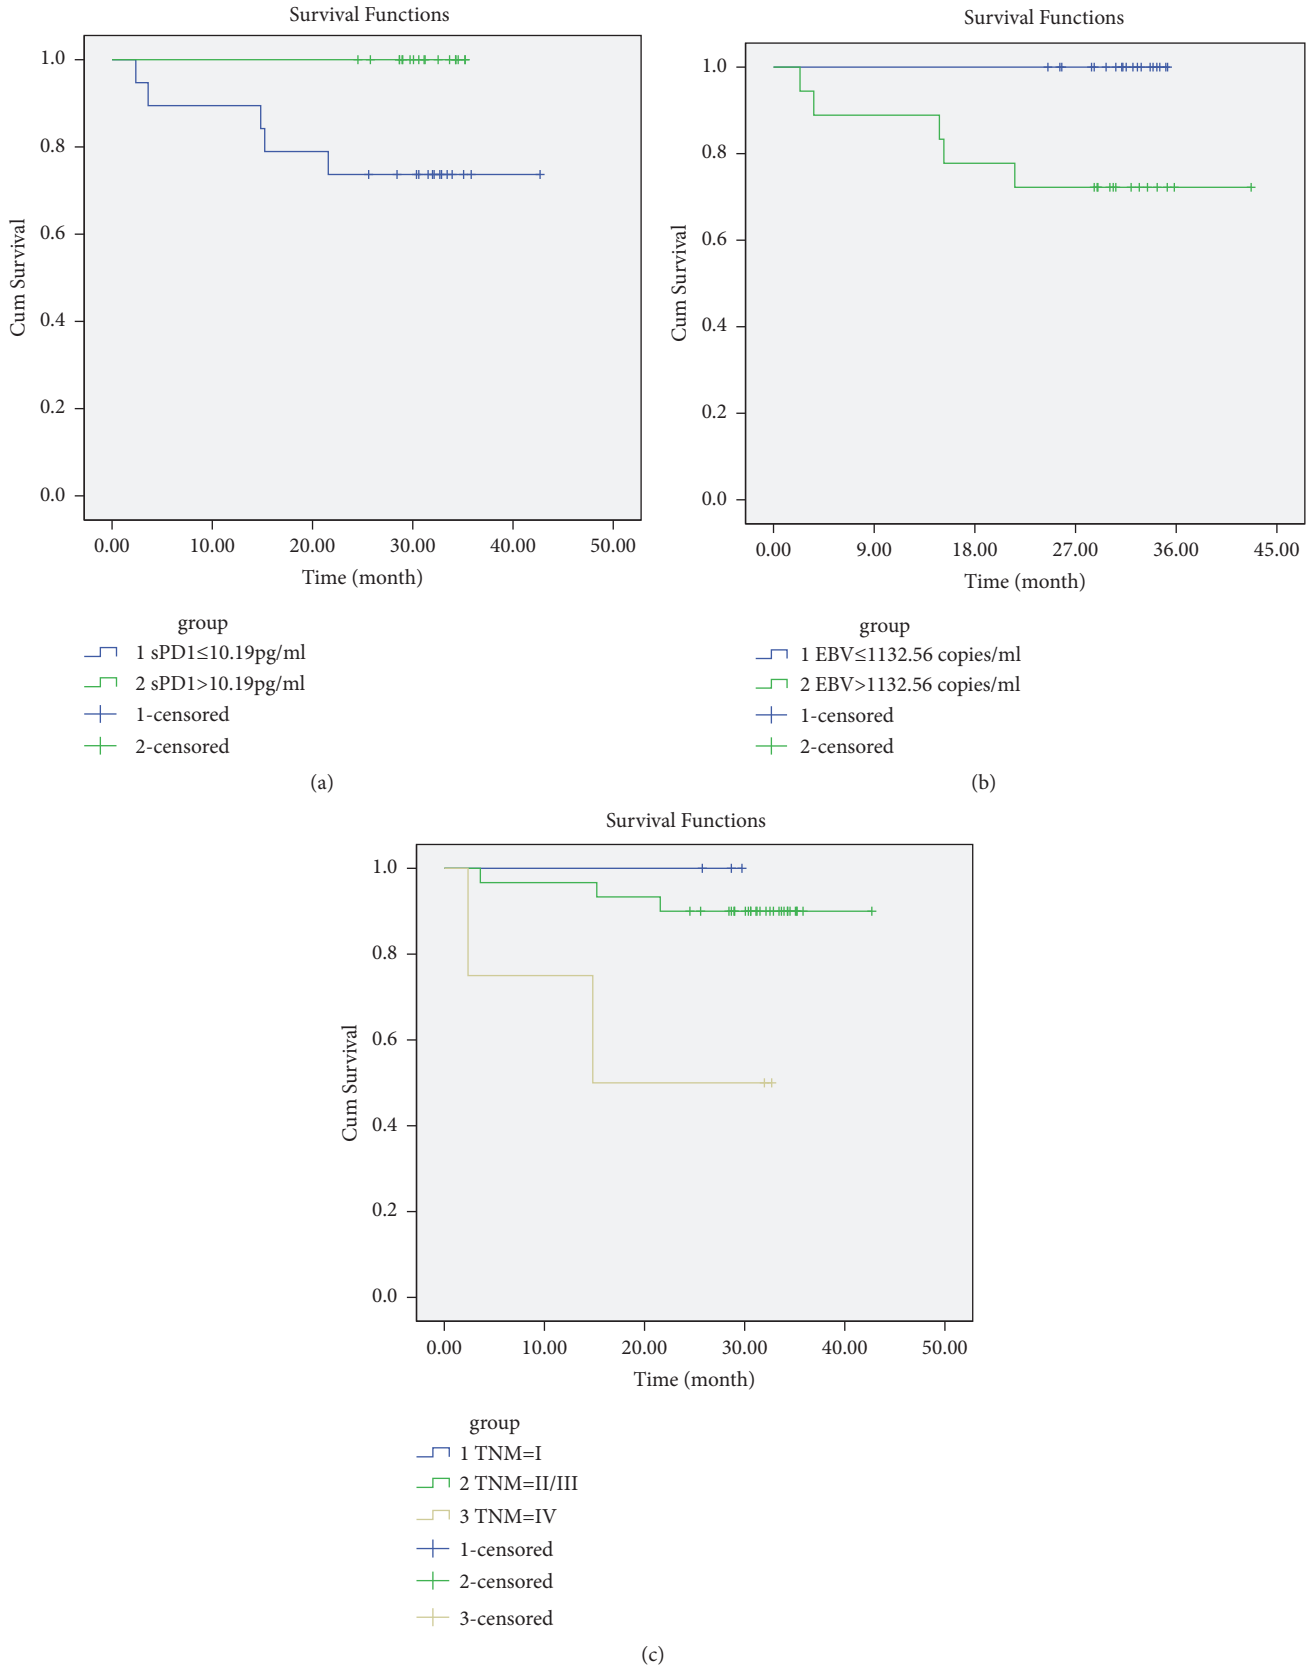 Survival Functions
1.0
0.8
0.6
0.4
0.2
0.0
Cum Survival
0.00 10.00 20.00 30.00 40.00 50.00
Time (month)
group
1 sPD1≤10.19pg/ml
2 sPD1>10.19pg/ml
1-censored
2-censored
(a)
Survival Functions
1.0
0.8
0.6
0.4
0.2
0.0
Cum Survival
0.00 9.00 18.00 27.00 36.00 45.00
Time (month)
group
1 EBV≤1132.56 copies/ml
2 EBV>1132.56 copies/ml
1-censored
2-censored
(b)
Survival Functions
1.0
0.8
0.6
0.4
0.2
0.0
Cum Survival
0.00 10.00 20.00 30.00 40.00 50.00
Time (month)
group
1 TNM=I
2 TNM=II/III
3 TNM=IV
1-censored
2-censored
3-censored
(c)